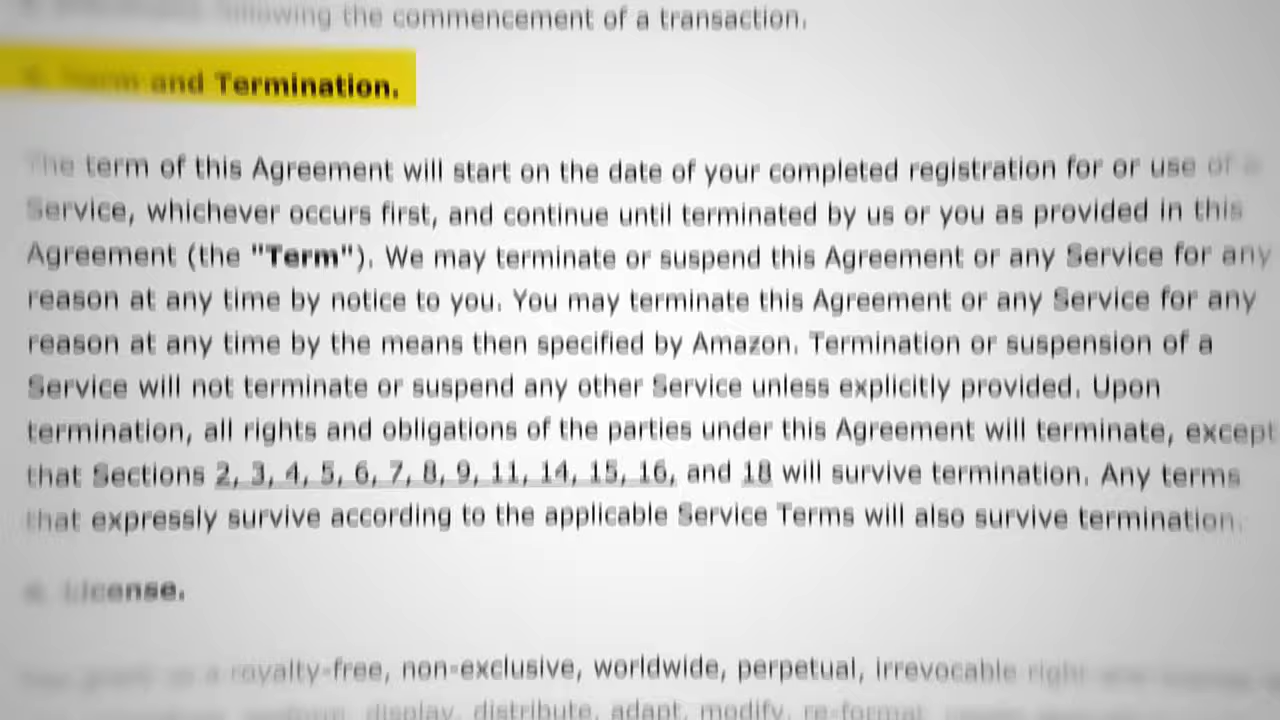 following the commencement of a transaction.
Term and Termination.
The term of this Agreement will start on the date of your completed registration for or use of a
Service, whichever occurs first, and continue until terminated by us or you as provided in this
Agreement (the "Term"). We may terminate or suspend this Agreement or any Service for any
reason at any time by notice to you. You may terminate this Agreement or any Service for any
reason at any time by the means then specified by Amazon. Termination or suspension of a
Service will not terminate or suspend any other Service unless explicitly provided. Upon
termination, all rights and obligations of the parties under this Agreement will terminate, except
that Sections 2, 3, 4, 5, 6, 7, 8, 9, 11, 14, 15, 16, and 18 will survive termination. Any terms
that expressly survive according to the applicable Service Terms will also survive termination.
License.
a royalty-free, non-exclusive, worldwide, perpetual, irrevocable right and
display, distribute, adapt, modify, re-format,